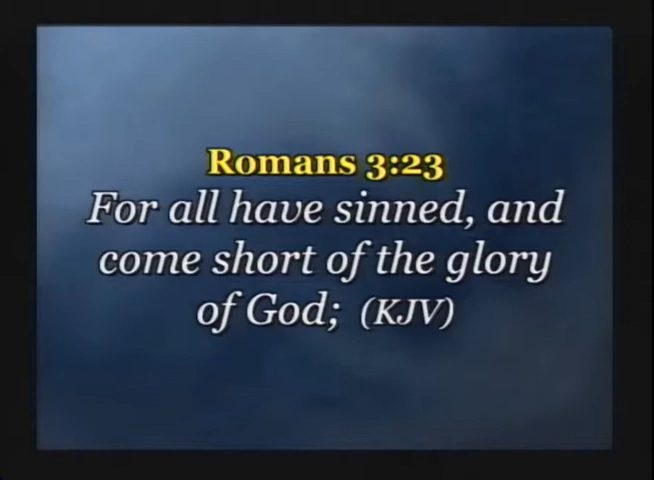 Romans 3:23
For all have sinned, and
come short of the glory
of God; (KJV)